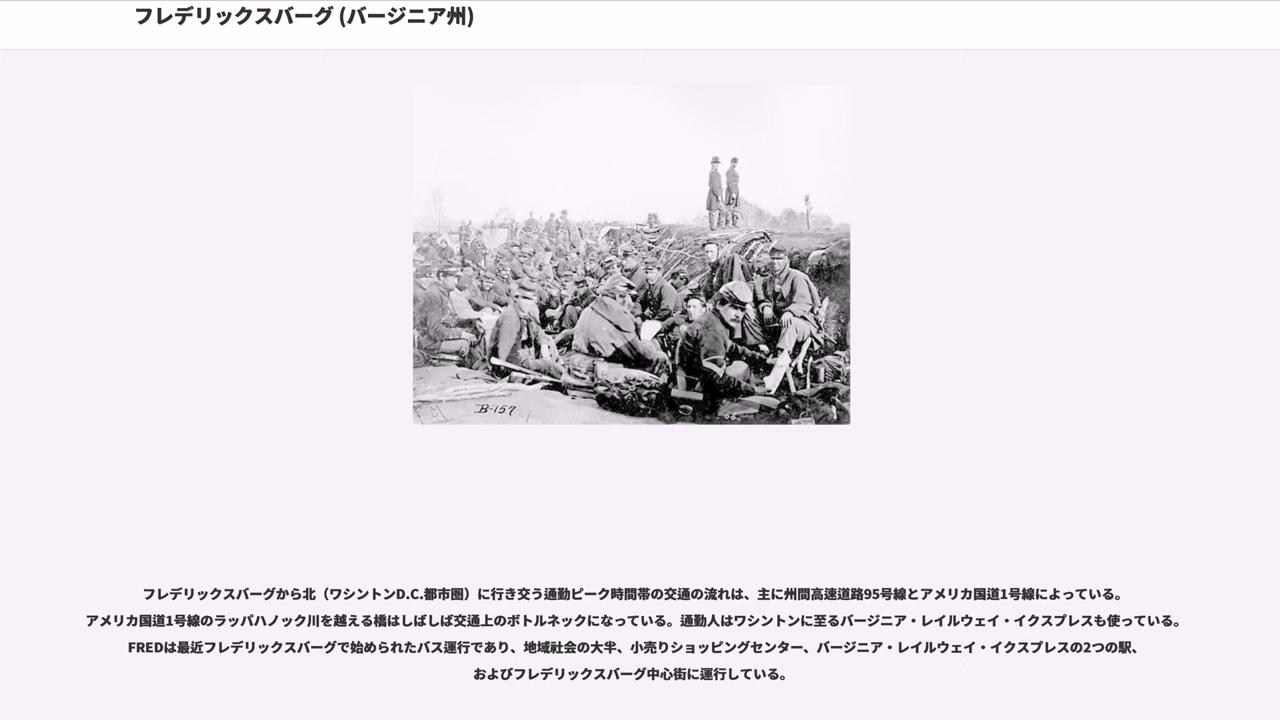 フレデリックスバーグ (バージニア州)
B-157
フレデリックスバーグから北（ワシントンD.C.都市圏）に行き交う通勤ピーク時間帯の交通の流れは、主に州間高速道路95号線とアメリカ国道1号線によっている。
アメリカ国道1号線のラッパハノック川を越える橋はしばしば交通上のボトルネックになっている。通勤人はワシントンに至るバージニア・レイルウェイ・イクスプレスも使っている。
FREDは最近フレデリックスバーグで始められたバス運行であり、地域社会の大半、小売りショッピングセンター、バージニア・レイルウェイ・イクスプレスの2つの駅、
およびフレデリックスバーグ中心街に運行している。